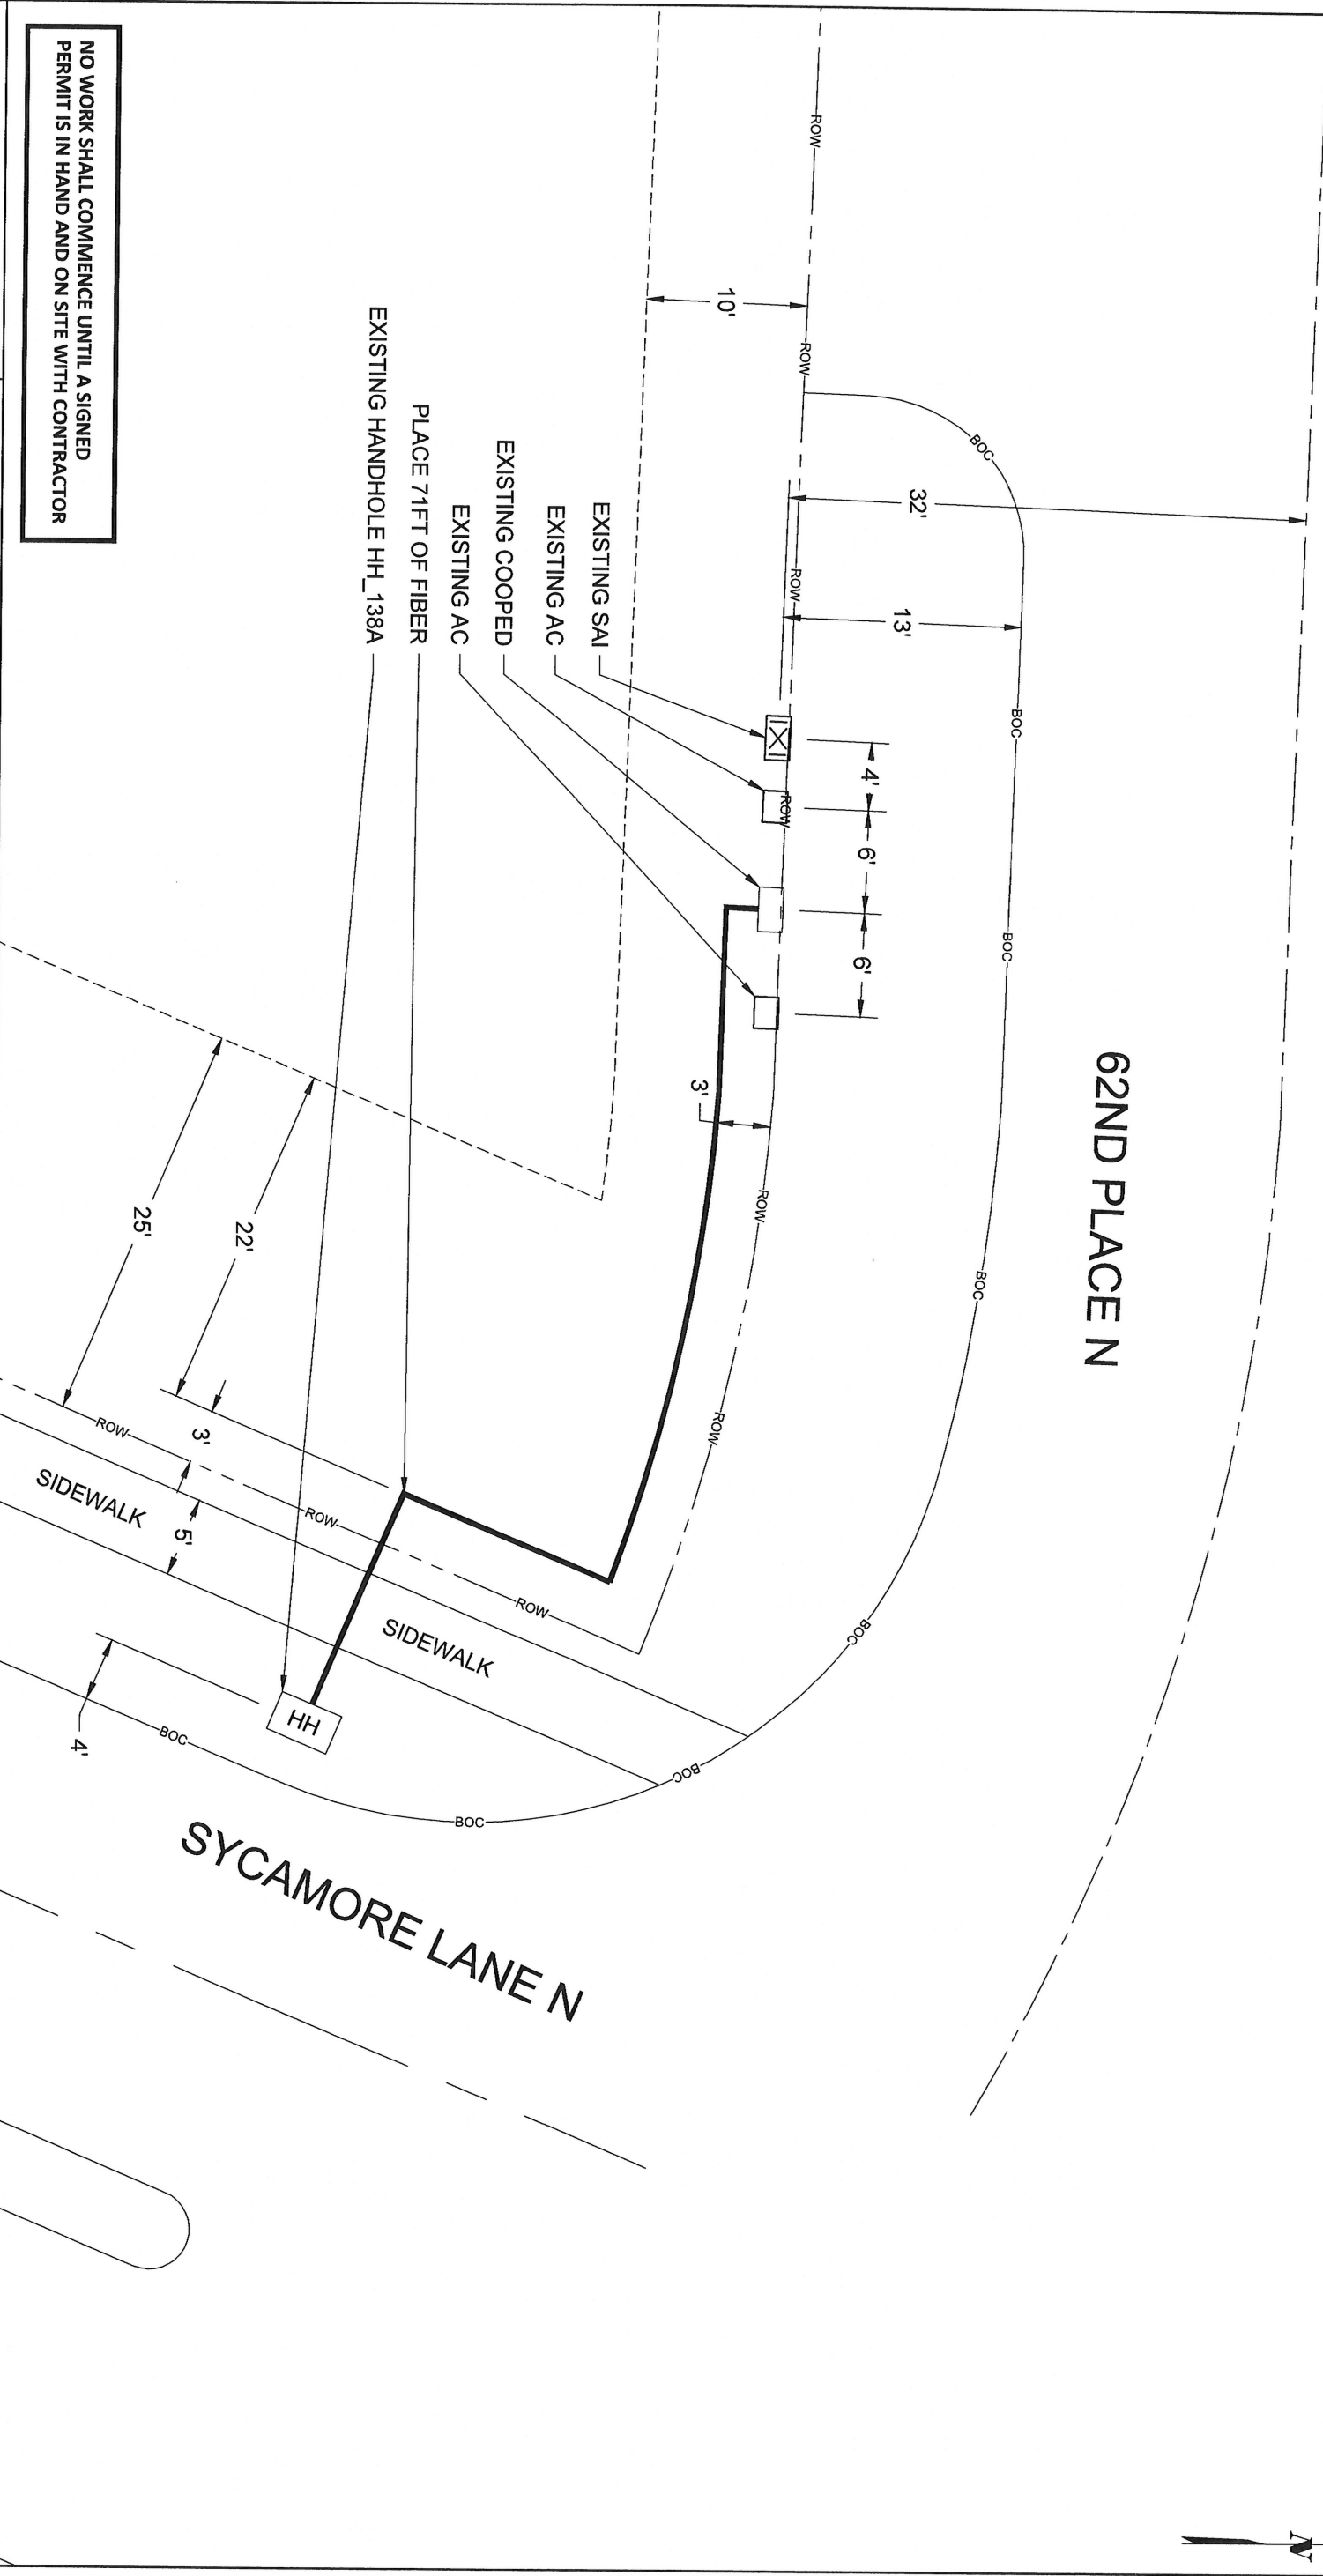 N
62ND PLACE N
ROW
ROW
BOC
10'
32'
13'
ROW
BOC
4'
6'
6'
ROW
BOC
BOC
3'
ROW
ROW
BOC
BOC
BOC
EXISTING SAI
EXISTING AC
EXISTING COOPED
EXISTING AC
PLACE 71FT OF FIBER
EXISTING HANDHOLE HH_138A
22'
25'
3'
5'
ROW
ROW
ROW
SIDEWALK
SIDEWALK
HH
4'
BOC
BOC
SYCAMORE LANE N
NO WORK SHALL COMMENCE UNTIL A SIGNED
PERMIT IS IN HAND AND ON SITE WITH CONTRACTOR